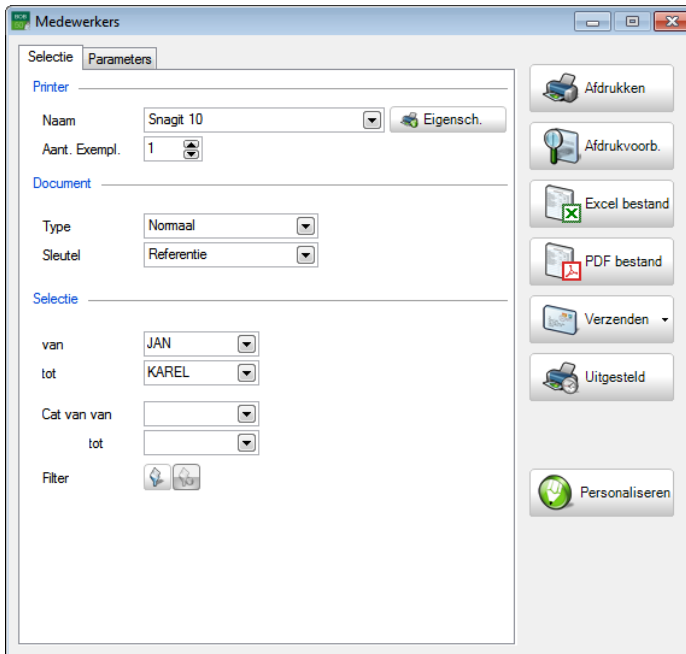 Medewerkers
Selectie Parameters
Printer
Naam Snagit 10 Eigensch.
Aant. Exempl. 1
Document
Type Normaal
Sleutel Referentie
Selectie
van JAN
tot KAREL
Cat van van
tot
Filter
Afdrukken
Afdrukvoorb.
Excel bestand
PDF bestand
Verzenden
Uitgesteld
Personaliseren